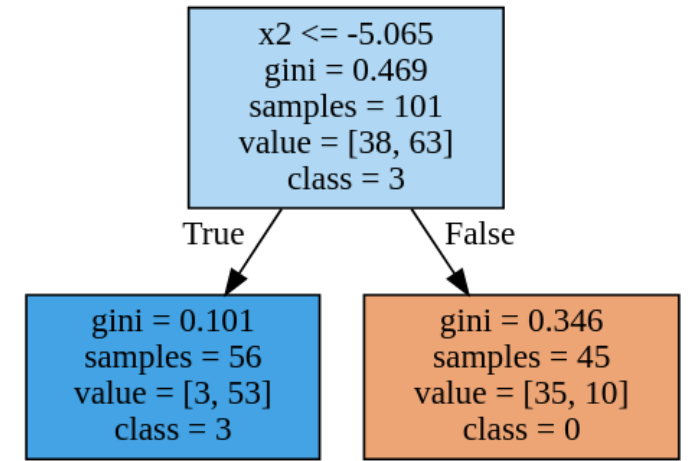 x2 <= -5.065
gini = 0.469
samples = 101
value = [38, 63]
class = 3
True
False
gini = 0.101
samples = 56
value = [3, 53]
class = 3
gini = 0.346
samples = 45
value = [35, 10]
class = 0